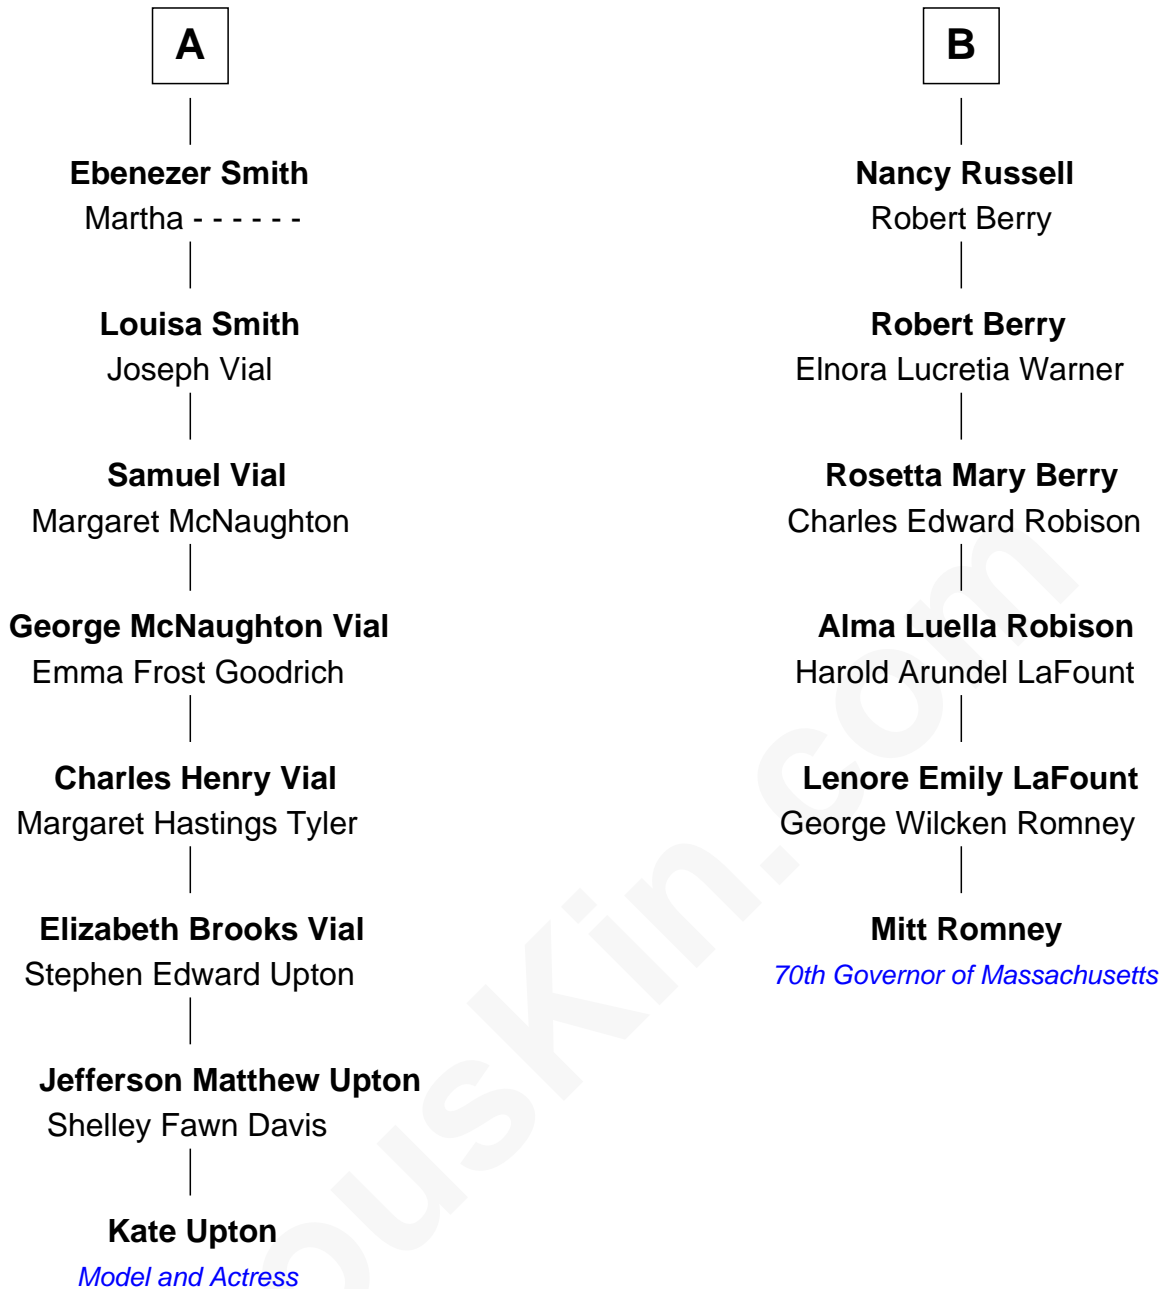 A
Ebenezer Smith
Martha - - - - - -
Louisa Smith
Joseph Vial
Samuel Vial
Margaret McNaughton
George McNaughton Vial
Emma Frost Goodrich
Charles Henry Vial
Margaret Hastings Tyler
Elizabeth Brooks Vial
Stephen Edward Upton
Jefferson Matthew Upton
Shelley Fawn Davis
Kate Upton
Model and Actress
B
Nancy Russell
Robert Berry
Robert Berry
Elnora Lucretia Warner
Rosetta Mary Berry
Charles Edward Robison
Alma Luella Robison
Harold Arundel LaFount
Lenore Emily LaFount
George Wilcken Romney
Mitt Romney
70th Governor of Massachusetts
ousKin.com